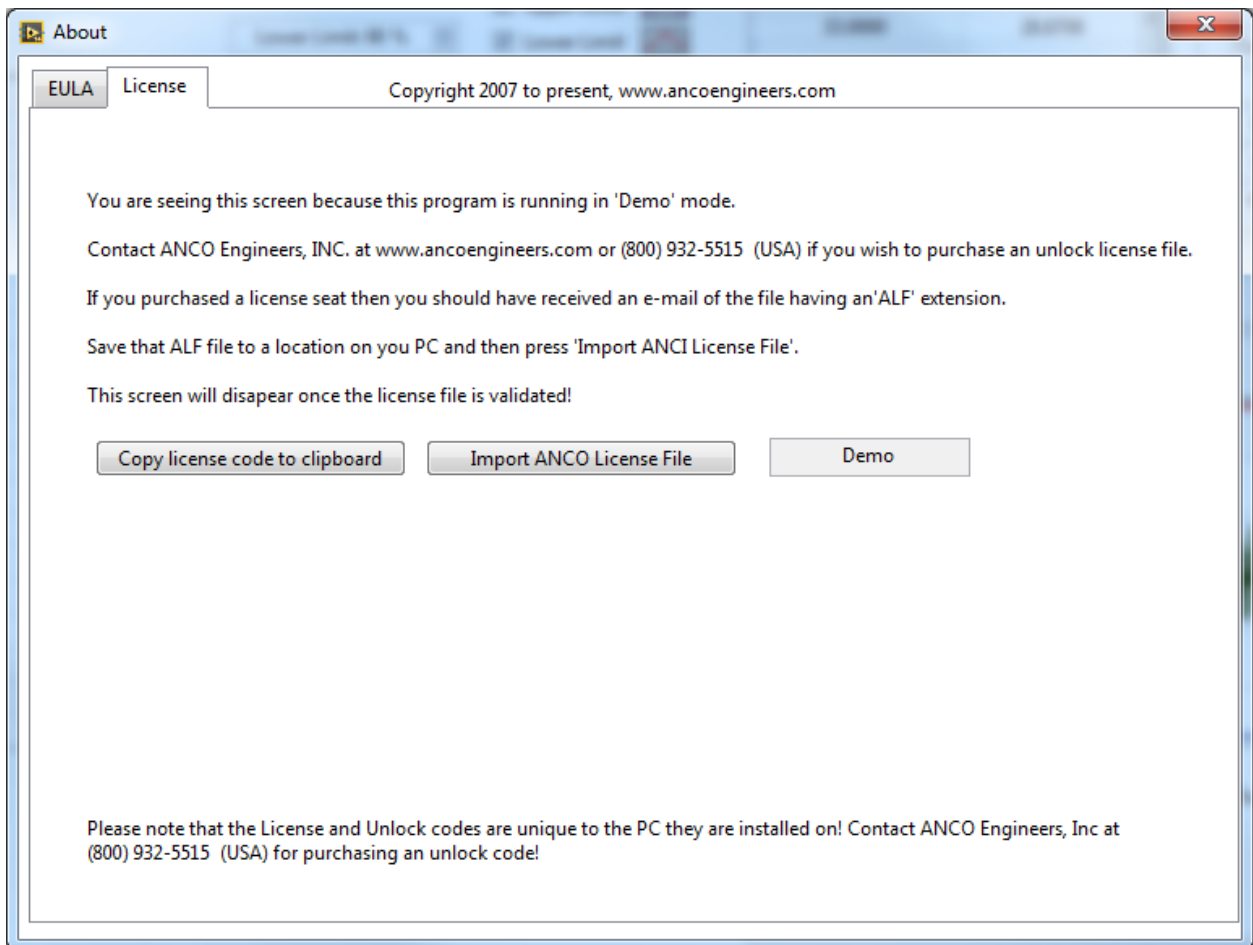 About
EULA
License
Copyright 2007 to present, www.ancoengineers.com
You are seeing this screen because this program is running in 'Demo' mode.
Contact ANCO Engineers, INC. at www.ancoengineers.com or (800) 932-5515  (USA) if you wish to purchase an unlock license file.
If you purchased a license seat then you should have received an e-mail of the file having an'ALF' extension.
Save that ALF file to a location on you PC and then press 'Import ANCI License File'.
This screen will disapear once the license file is validated!
Copy license code to clipboard
Import ANCO License File
Demo
Please note that the License and Unlock codes are unique to the PC they are installed on! Contact ANCO Engineers, Inc at
(800) 932-5515  (USA) for purchasing an unlock code!